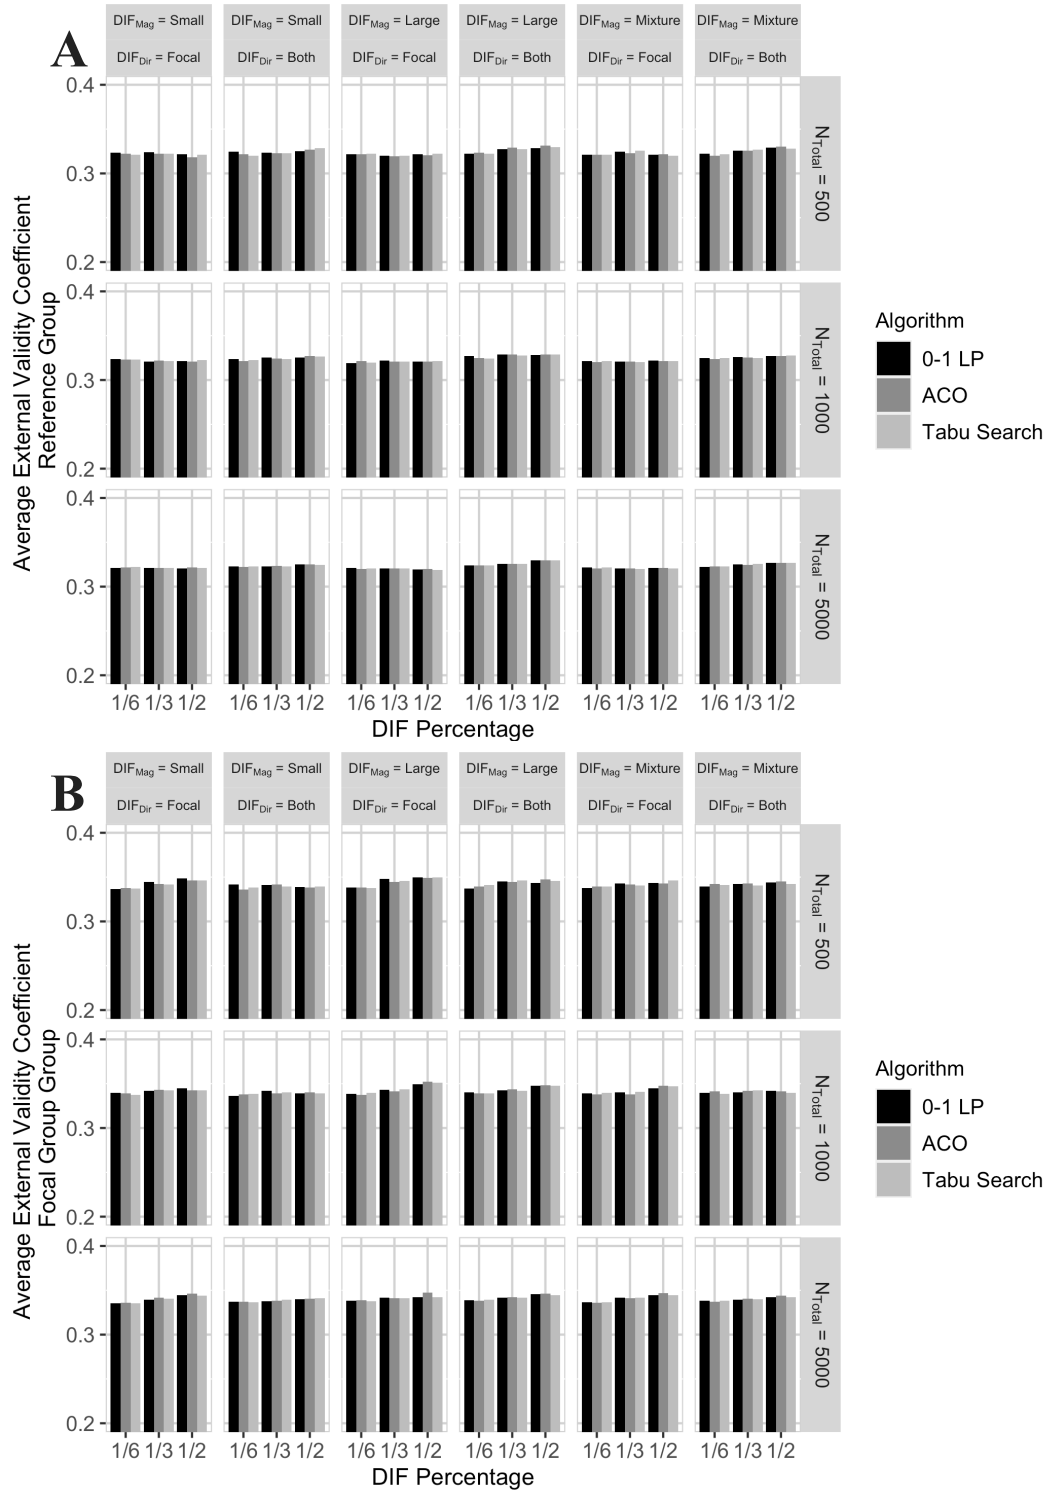 A
DIFMag = Small DIFMag = Small DIFMag = Large DIFMag = Large DIFMag = Mixture DIFMag = Mixture
DIFDir = Focal DIFDir = Both DIFDir = Focal DIFDir = Both DIFDir = Focal DIFDir = Both
Average External Validity Coefficient
Reference Group
0.4
0.3
0.2
NTotal = 500
0.4
0.3
0.2
NTotal = 1000
0.4
0.3
0.2
NTotal = 5000
1/6 1/3 1/2 1/6 1/3 1/2 1/6 1/3 1/2 1/6 1/3 1/2 1/6 1/3 1/2 1/6 1/3 1/2
DIF Percentage
Algorithm
0-1 LP
ACO
Tabu Search
B
DIFMag = Small DIFMag = Small DIFMag = Large DIFMag = Large DIFMag = Mixture DIFMag = Mixture
DIFDir = Focal DIFDir = Both DIFDir = Focal DIFDir = Both DIFDir = Focal DIFDir = Both
Average External Validity Coefficient
Focal Group Group
0.4
0.3
0.2
NTotal = 500
0.4
0.3
0.2
NTotal = 1000
0.4
0.3
0.2
NTotal = 5000
1/6 1/3 1/2 1/6 1/3 1/2 1/6 1/3 1/2 1/6 1/3 1/2 1/6 1/3 1/2 1/6 1/3 1/2
DIF Percentage
Algorithm
0-1 LP
ACO
Tabu Search